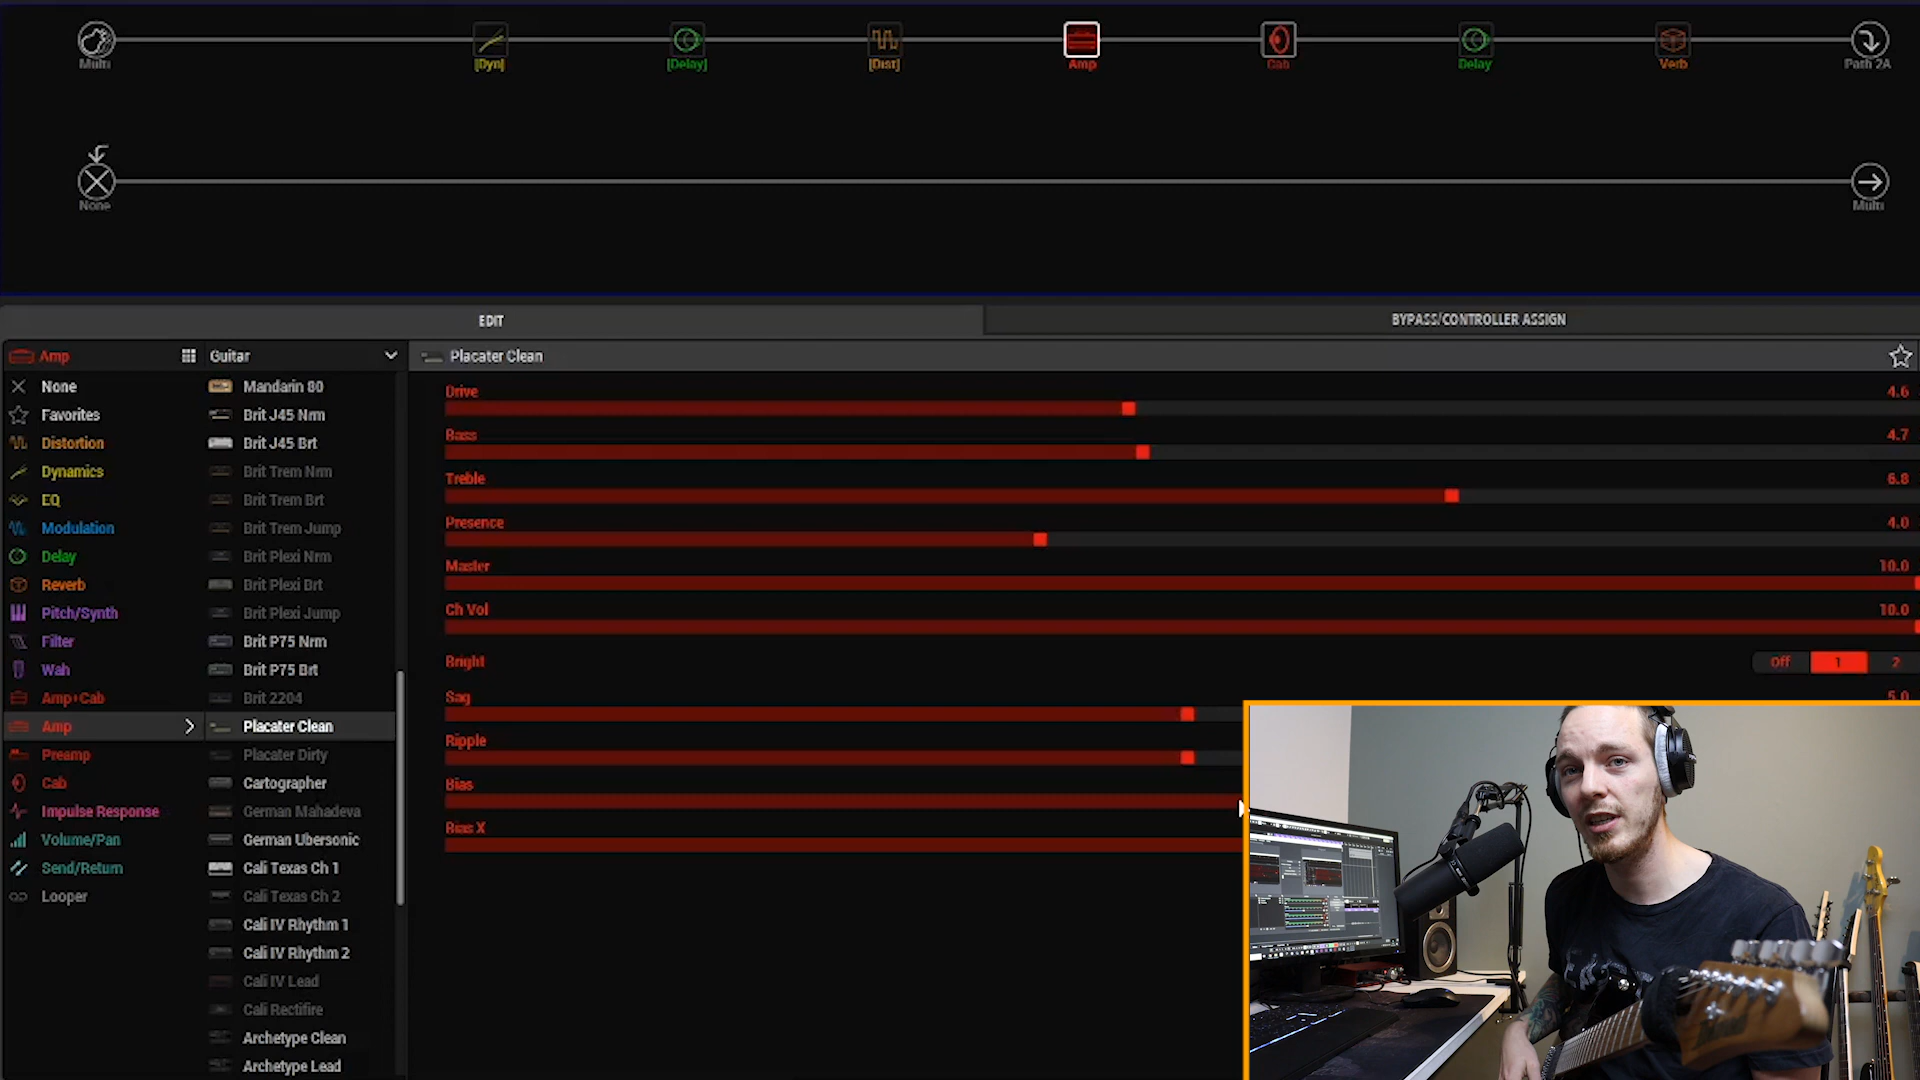 Multi
[Dyn]
[Delay]
[Dist]
Amp
Cab
Delay
Verb
Path 2A
None
Multi
EDIT
BYPASS/CONTROLLER ASSIGN
Amp
Guitar
Placater Clean
None
Favorites
Distortion
Dynamics
EQ
Modulation
Delay
Reverb
Pitch/Synth
Filter
Wah
Amp+Cab
Amp
Preamp
Cab
Impulse Response
Volume/Pan
Send/Return
Looper
Mandarin 80
Brit J45 Nrm
Brit J45 Brt
Brit Trem Nrm
Brit Trem Brt
Brit Trem Jump
Brit Plexi Nrm
Brit Plexi Brt
Brit Plexi Jump
Brit P75 Nrm
Brit P75 Brt
Brit 2204
Placater Clean
Placater Dirty
Cartographer
German Mahadeva
German Ubersonic
Cali Texas Ch 1
Cali Texas Ch 2
Cali IV Rhythm 1
Cali IV Rhythm 2
Cali IV Lead
Cali Rectifire
Archetype Clean
Archetype Lead
Drive 4.6
Bass 4.7
Treble 6.8
Presence 4.0
Master 10.0
Ch Vol 10.0
Bright Off 1 2
Sag 5.0
Ripple
Bias
Bias X